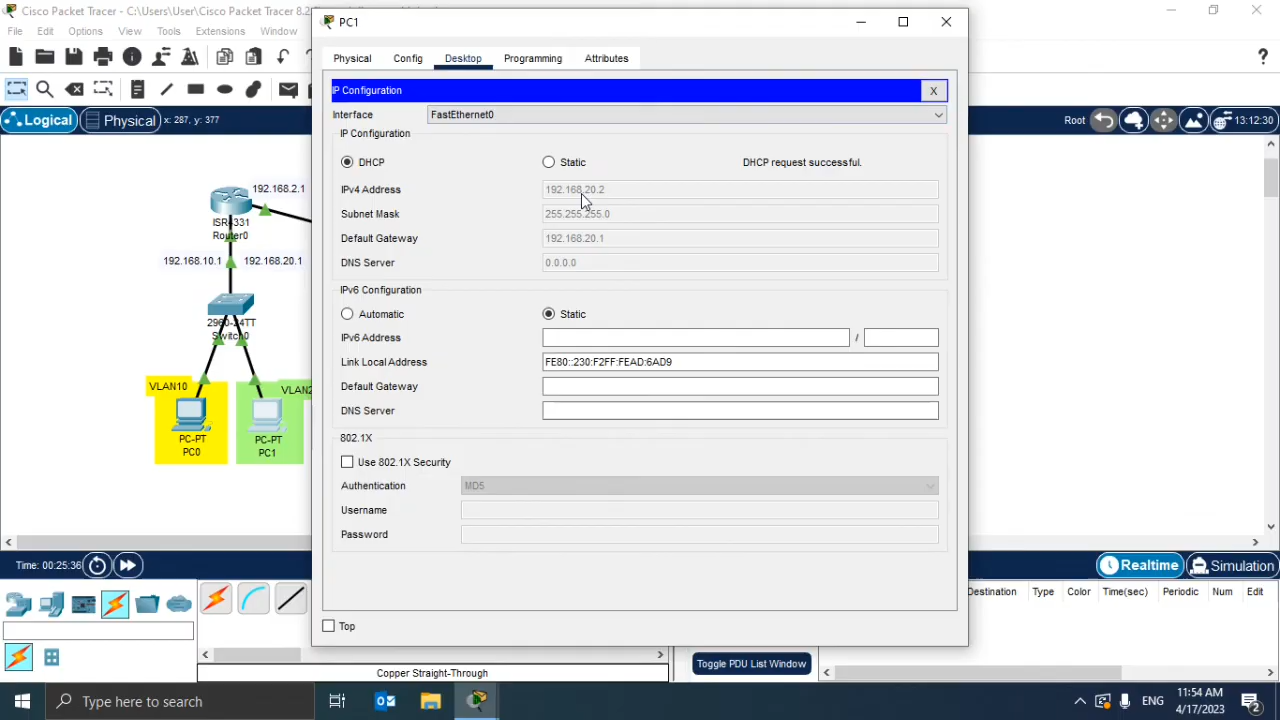 Cisco Packet Tracer - C:\Users\User\Cisco Packet Tracer 8.2
PC1
File Edit Options View Tools Extensions Window
Physical Config Desktop Programming Attributes
IP Configuration
X
Interface FastEthernet0
IP Configuration
DHCP Static DHCP request successful.
IPv4 Address 192.168.20.2
Subnet Mask 255.255.255.0
Default Gateway 192.168.20.1
DNS Server 0.0.0.0
IPv6 Configuration
Automatic Static
IPv6 Address /
Link Local Address FE80::230:F2FF:FEAD:6AD9
Default Gateway
DNS Server
802.1X
Use 802.1X Security
Authentication MD5
Username
Password
Top
Logical Physical x: 287, y: 377
Root 13:12:30
192.168.2.1
ISR4331
Router0
192.168.10.1 192.168.20.1
2960-24TT
Switch0
VLAN10 VLAN2
PC-PT
PC0
PC-PT
PC1
Time: 00:25:36
Realtime Simulation
Destination Type Color Time(sec) Periodic Num Edit
Copper Straight-Through
Toggle PDU List Window
Type here to search
ENG
11:54 AM
4/17/2023
2